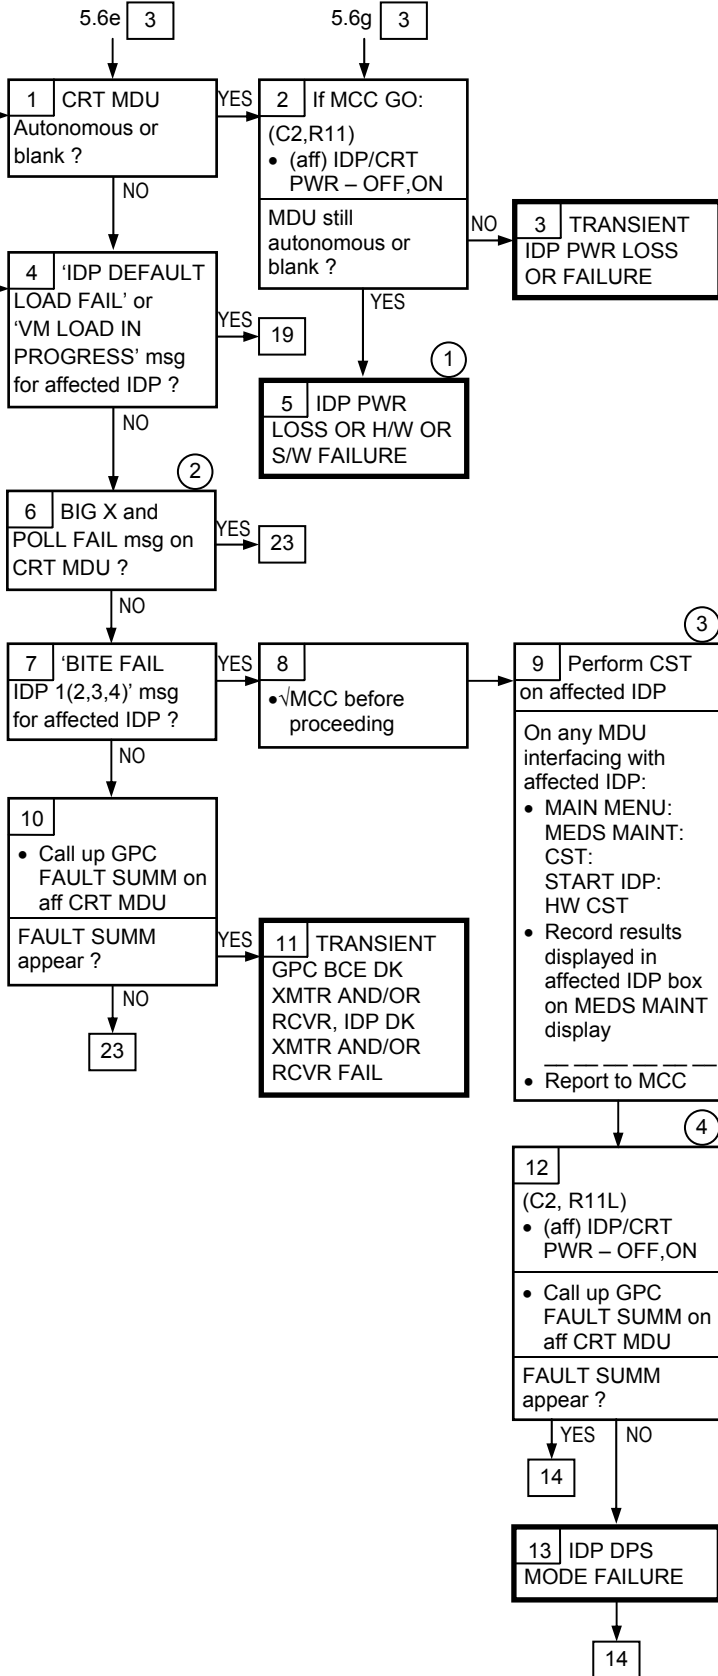 5.6e 3
5.6g 3
1 CRT MDU
Autonomous or
blank ?
YES
NO
2 If MCC GO:
(C2,R11)
• (aff) IDP/CRT
PWR – OFF,ON
MDU still
autonomous or
blank ?
NO
YES
3 TRANSIENT
IDP PWR LOSS
OR FAILURE
4 'IDP DEFAULT
LOAD FAIL' or
'VM LOAD IN
PROGRESS' msg
for affected IDP ?
YES
19
NO
1
5 IDP PWR
LOSS OR H/W OR
S/W FAILURE
2
6 BIG X and
POLL FAIL msg on
CRT MDU ?
YES
23
NO
7 'BITE FAIL
IDP 1(2,3,4)' msg
for affected IDP ?
YES
NO
8
•√MCC before
proceeding
3
9 Perform CST
on affected IDP
On any MDU
interfacing with
affected IDP:
• MAIN MENU:
MEDS MAINT:
CST:
START IDP:
HW CST
• Record results
displayed in
affected IDP box
on MEDS MAINT
display
_ _ _ _ _ _
• Report to MCC
10
• Call up GPC
FAULT SUMM on
aff CRT MDU
FAULT SUMM
appear ?
YES
NO
23
11 TRANSIENT
GPC BCE DK
XMTR AND/OR
RCVR, IDP DK
XMTR AND/OR
RCVR FAIL
4
12
(C2, R11L)
• (aff) IDP/CRT
PWR – OFF,ON
• Call up GPC
FAULT SUMM on
aff CRT MDU
FAULT SUMM
appear ?
YES
NO
14
13 IDP DPS
MODE FAILURE
14